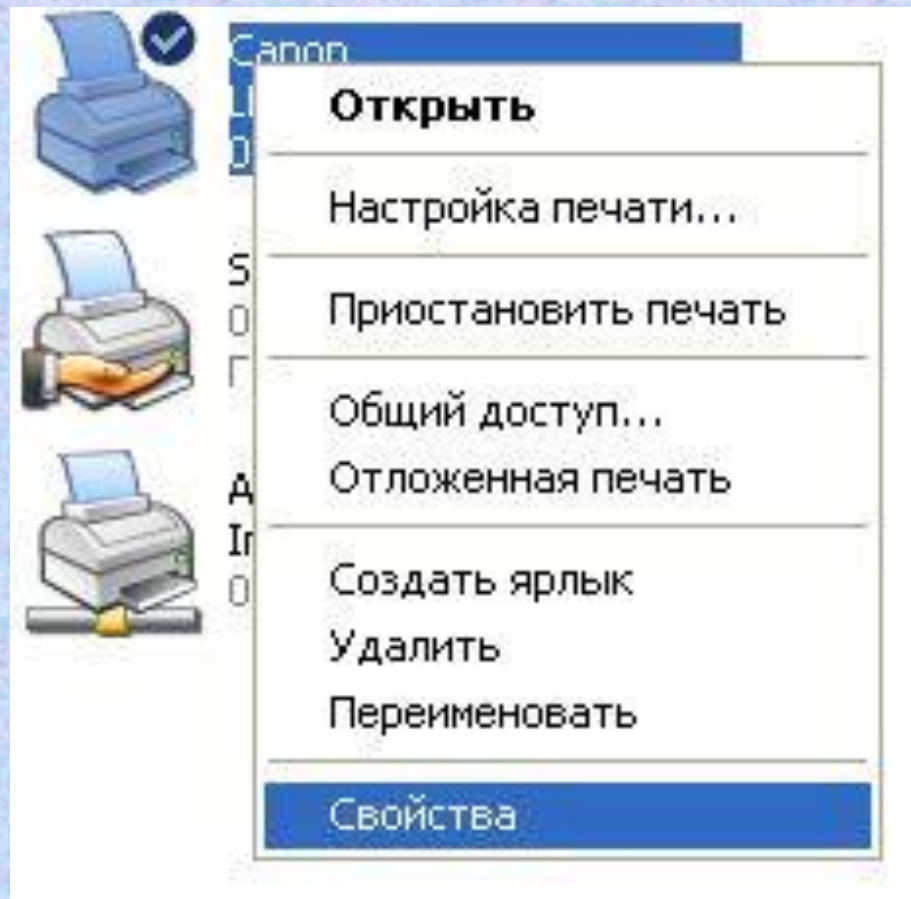 Canon
Открыть
Настройка печати...
Приостановить печать
Общий доступ...
Отложенная печать
Создать ярлык
Удалить
Переименовать
Свойства